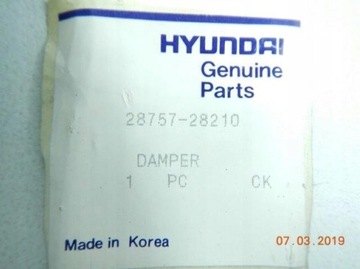 HYUNDAI
Genuine
Parts
28757-28210
DAMPER
1 PC CK
Made in Korea
07.03.2019